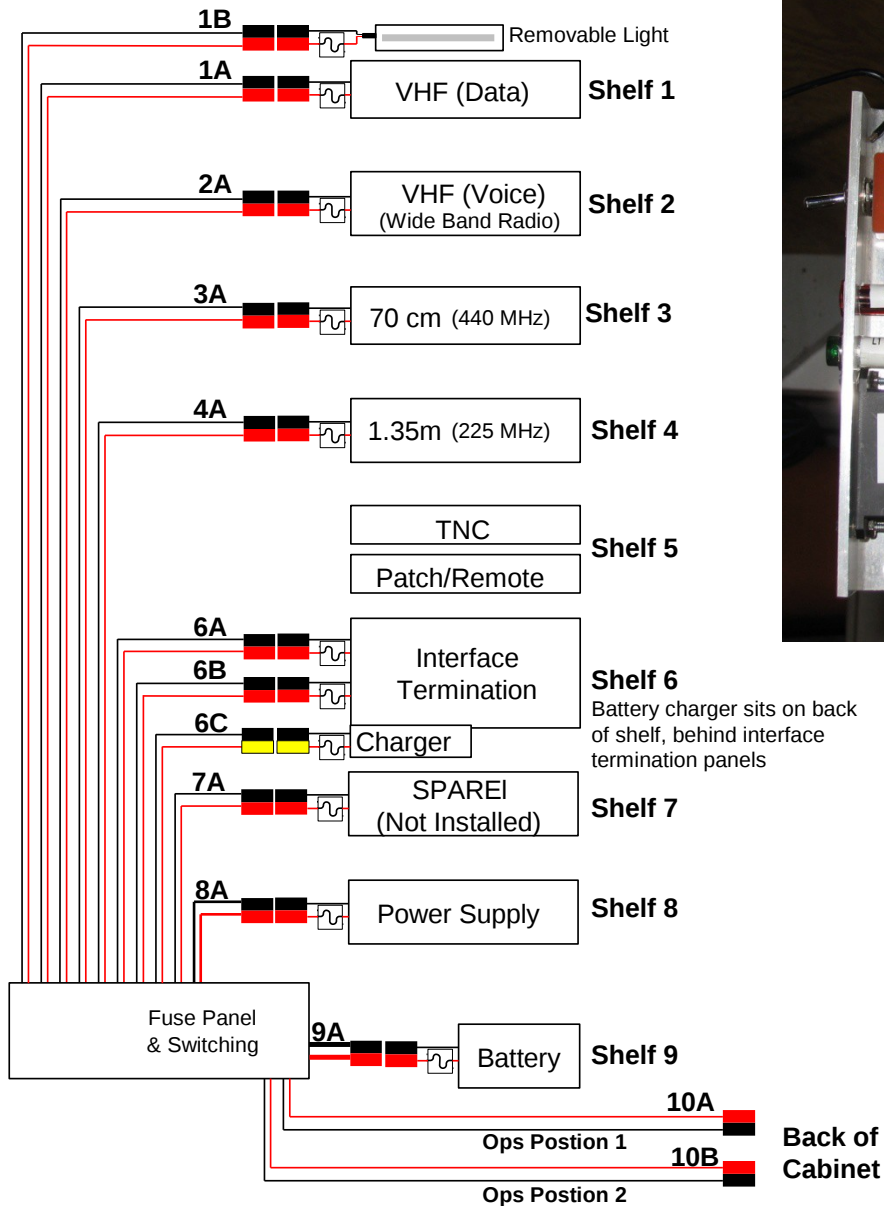 1B
Removable Light
1A
VHF (Data)
Shelf 1
2A
VHF (Voice)
(Wide Band Radio)
Shelf 2
3A
70 cm (440 MHz)
Shelf 3
4A
1.35m (225 MHz)
Shelf 4
TNC
Patch/Remote
Shelf 5
6A
6B
Interface
Termination
Shelf 6
Battery charger sits on back
of shelf, behind interface
termination panels
6C
Charger
7A
SPAREl
(Not Installed)
Shelf 7
8A
Power Supply
Shelf 8
Fuse Panel
& Switching
9A
Battery
Shelf 9
10A
Ops Postion 1
10B
Ops Postion 2
Back of
Cabinet